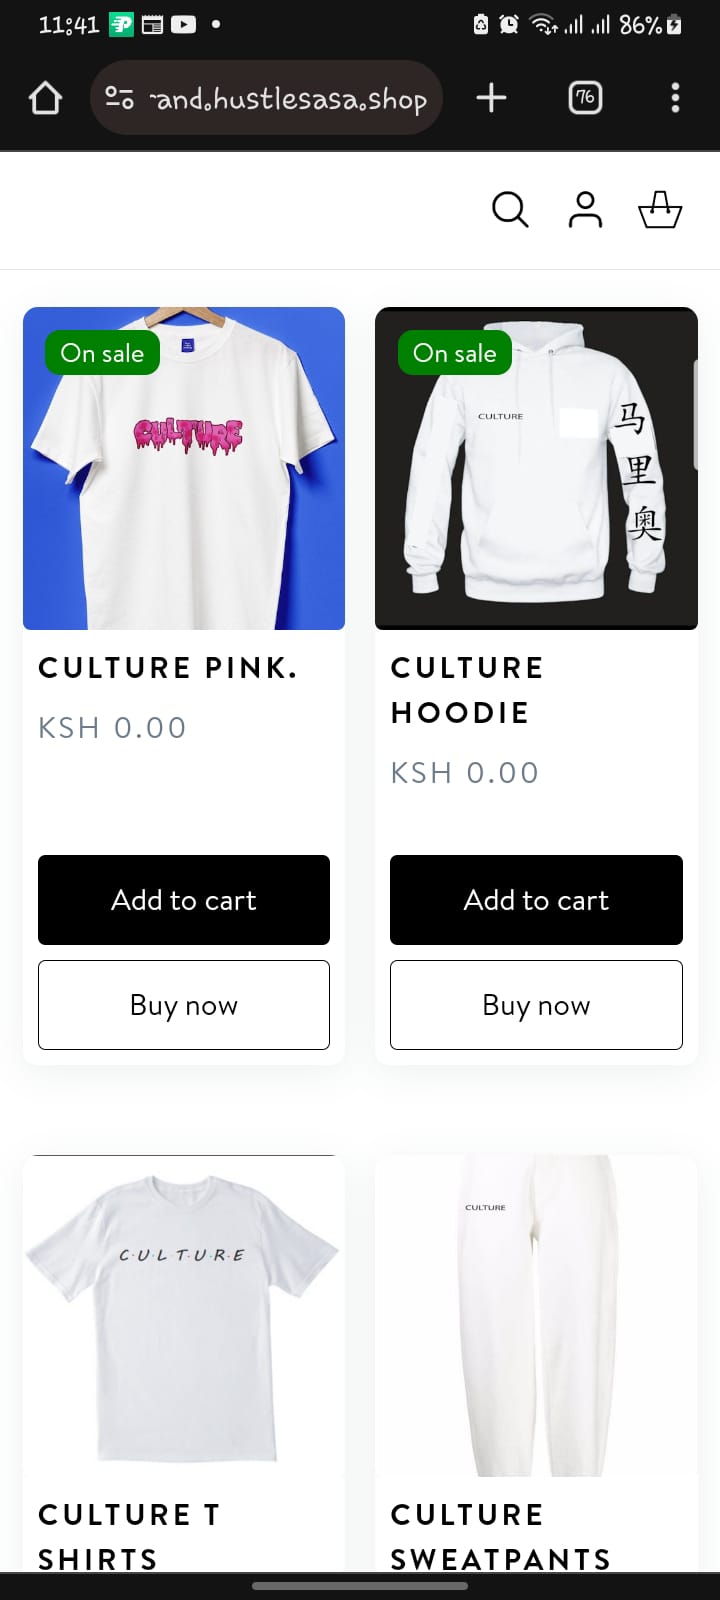 11:41
86%
~and.hustlesasa.shop
76
On sale
CULTURE
On sale
CULTURE
马
里
奥
CULTURE PINK.
KSH 0.00
CULTURE
HOODIE
KSH 0.00
Add to cart
Add to cart
Buy now
Buy now
C·U·L·T·U·R·E
CULTURE
CULTURE T
SHIRTS
CULTURE
SWEATPANTS